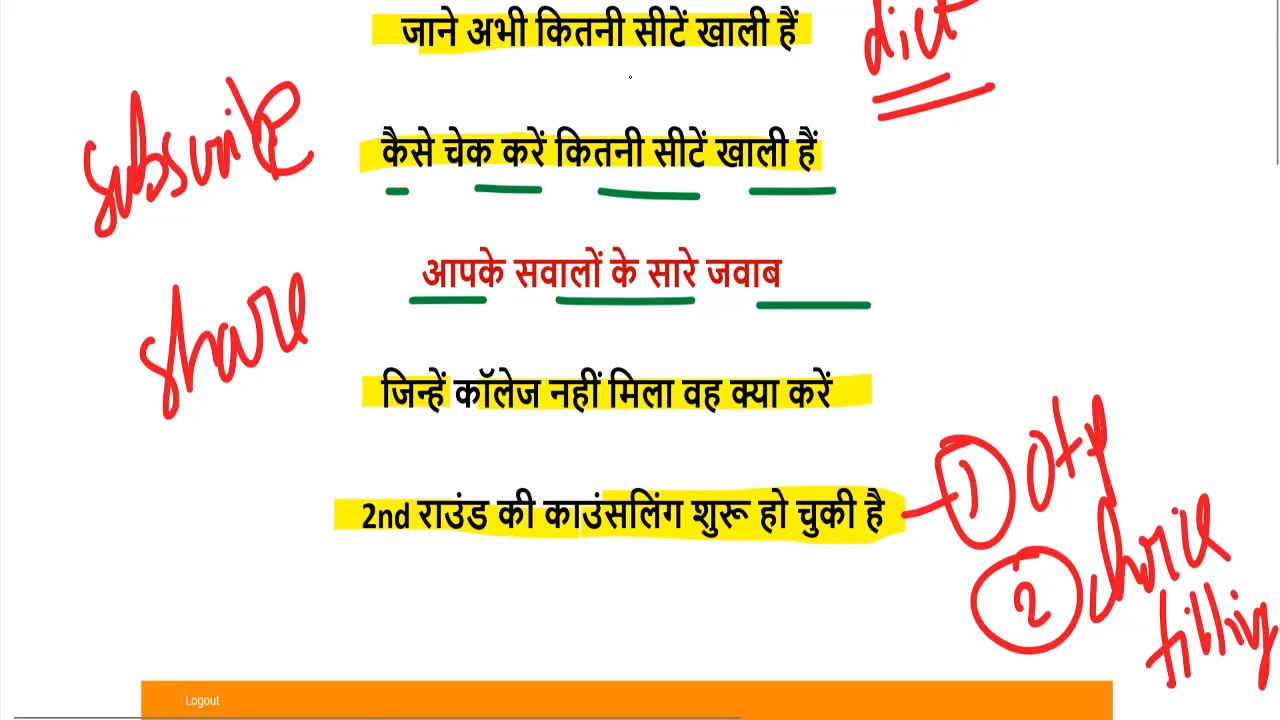 जाने अभी कितनी सीटें खाली हैं
dict
subscribe
कैसे चेक करें कितनी सीटें खाली हैं
आपके सवालों के सारे जवाब
share
जिन्हें कॉलेज नहीं मिला वह क्या करें
2nd राउंड की काउंसलिंग शुरू हो चुकी है
1 otp
2 choice
filling
Logout